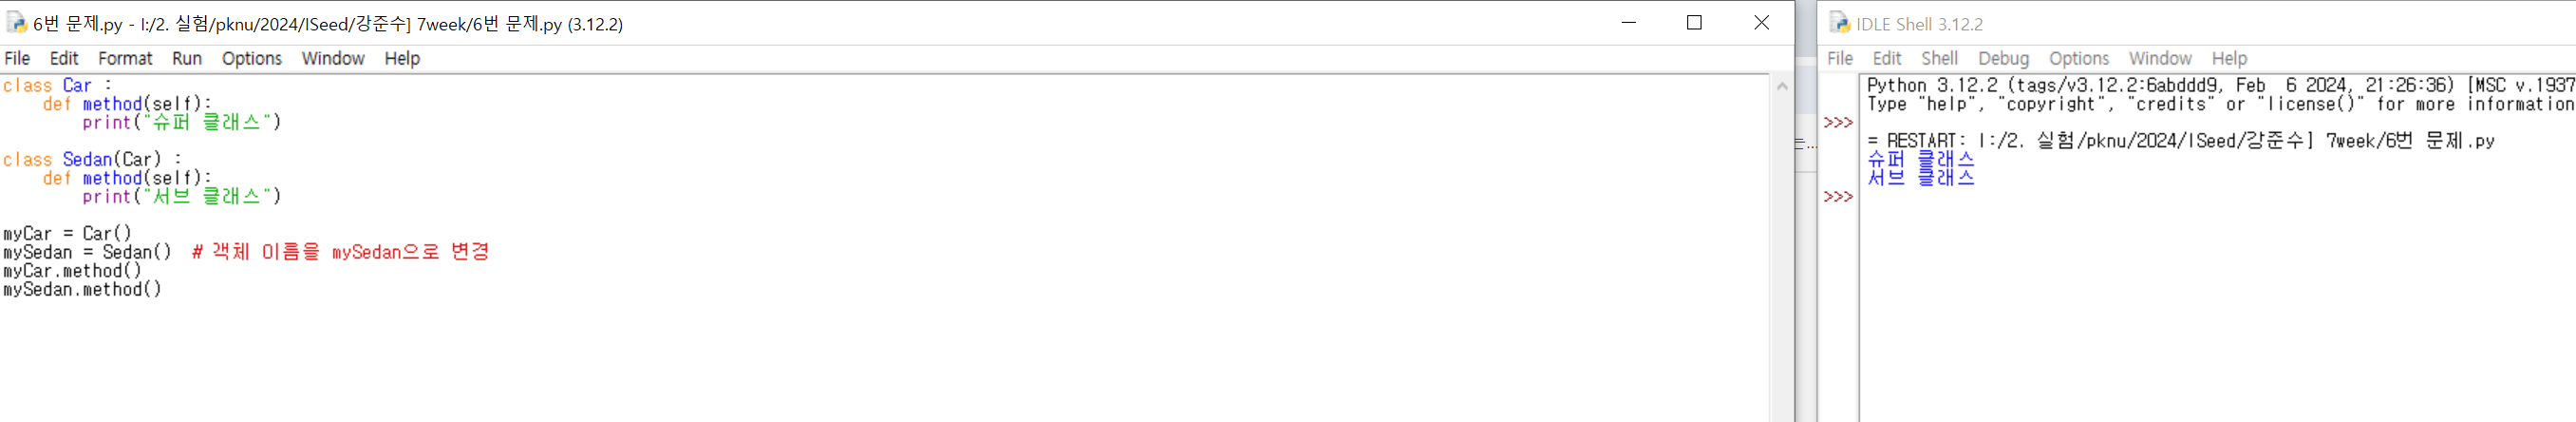 6번 문제.py - I:/2. 실험/pknu/2024/ISeed/강준수] 7week/6번 문제.py (3.12.2)
File Edit Format Run Options Window Help
class Car :
    def method(self):
        print("슈퍼 클래스")
class Sedan(Car) :
    def method(self):
        print("서브 클래스")
myCar = Car()
mySedan = Sedan()  # 객체 이름을 mySedan으로 변경
myCar.method()
mySedan.method()
IDLE Shell 3.12.2
File Edit Shell Debug Options Window Help
Python 3.12.2 (tags/v3.12.2:6abddd9, Feb  6 2024, 21:26:36) [MSC v.1937
Type "help", "copyright", "credits" or "license()" for more information
>>>
= RESTART: I:/2. 실험/pknu/2024/ISeed/강준수] 7week/6번 문제.py
슈퍼 클래스
서브 클래스
>>>